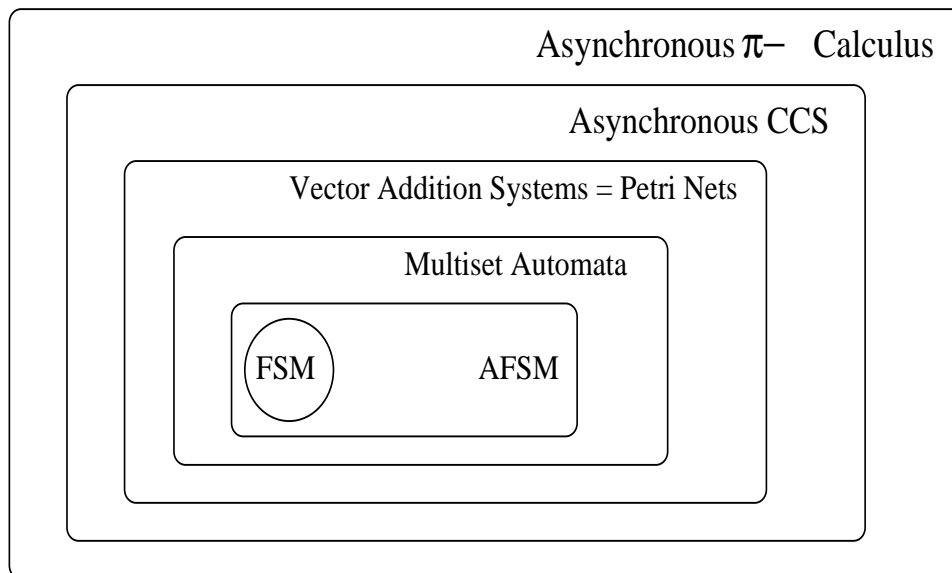 Asynchronous π− Calculus
Asynchronous CCS
Vector Addition Systems = Petri Nets
Multiset Automata
FSM AFSM